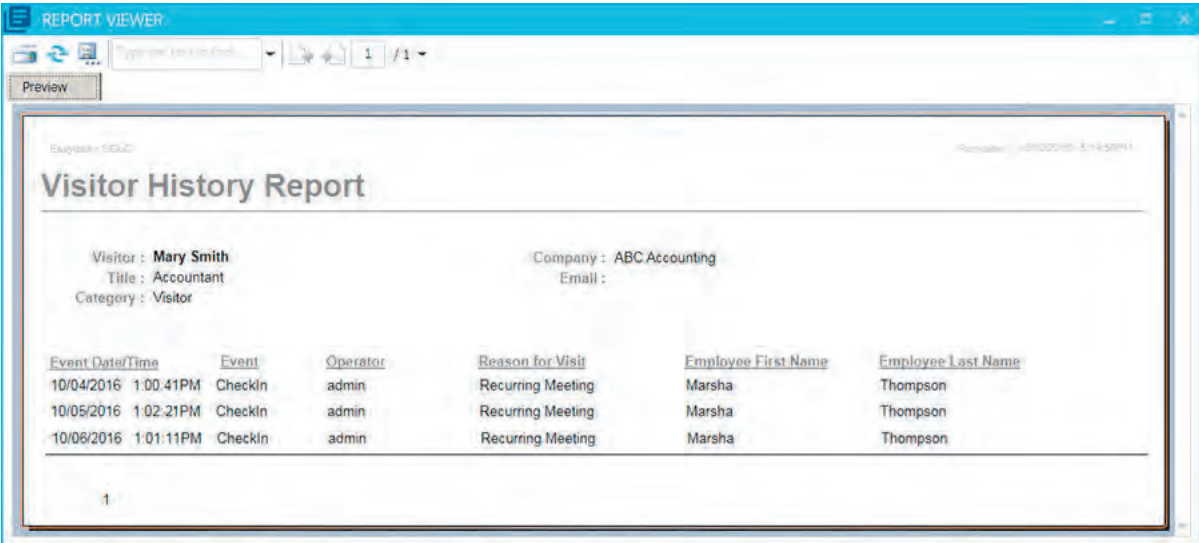 REPORT VIEWER
1 / 1
Preview
Visitor History Report
Visitor : Mary Smith Company : ABC Accounting
Title : Accountant Email :
Category : Visitor
Event Date/Time Event Operator Reason for Visit Employee First Name Employee Last Name
10/04/2016 1:00:41PM CheckIn admin Recurring Meeting Marsha Thompson
10/05/2016 1:02:21PM CheckIn admin Recurring Meeting Marsha Thompson
10/06/2016 1:01:11PM CheckIn admin Recurring Meeting Marsha Thompson
1